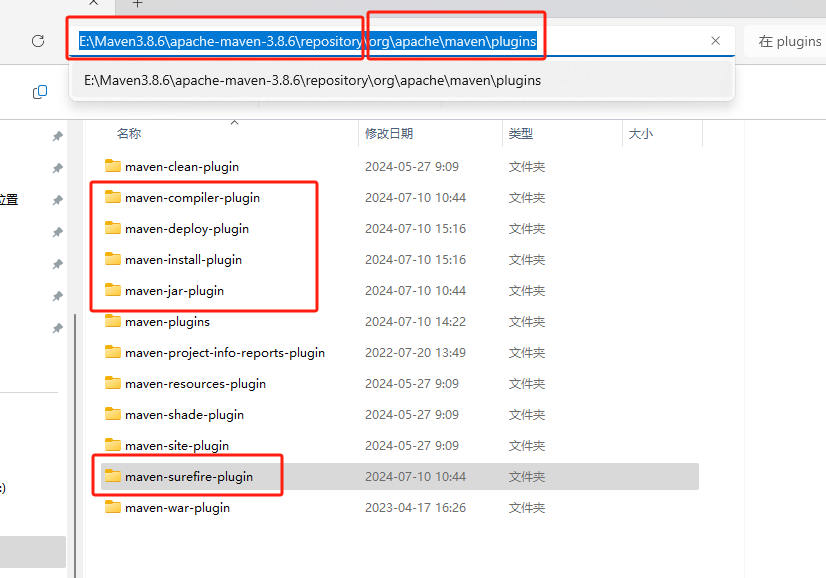 E:\Maven3.8.6\apache-maven-3.8.6\repository\org\apache\maven\plugins
在 plugins
E:\Maven3.8.6\apache-maven-3.8.6\repository\org\apache\maven\plugins
名称 修改日期 类型 大小
maven-clean-plugin 2024-05-27 9:09 文件夹
位置
maven-compiler-plugin 2024-07-10 10:44 文件夹
maven-deploy-plugin 2024-07-10 15:16 文件夹
maven-install-plugin 2024-07-10 15:16 文件夹
maven-jar-plugin 2024-07-10 10:44 文件夹
maven-plugins 2024-07-10 14:22 文件夹
maven-project-info-reports-plugin 2022-07-20 13:49 文件夹
maven-resources-plugin 2024-05-27 9:09 文件夹
maven-shade-plugin 2024-05-27 9:09 文件夹
maven-site-plugin 2024-05-27 9:09 文件夹
maven-surefire-plugin 2024-07-10 10:44 文件夹
:)
maven-war-plugin 2023-04-17 16:26 文件夹